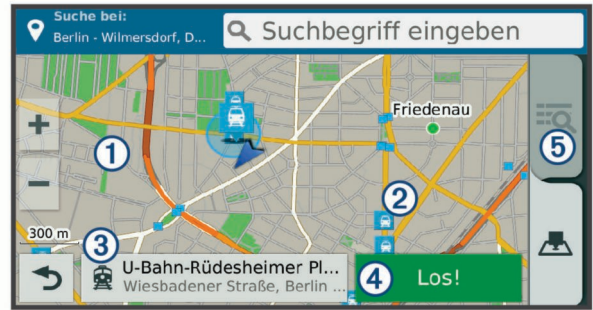 Suche bei:
Berlin - Wilmersdorf, D...
Suchbegriff eingeben
Friedenau
1
2
5
300 m
3
U-Bahn-Rüdesheimer Pl...
Wiesbadener Straße, Berlin ...
4
Los!